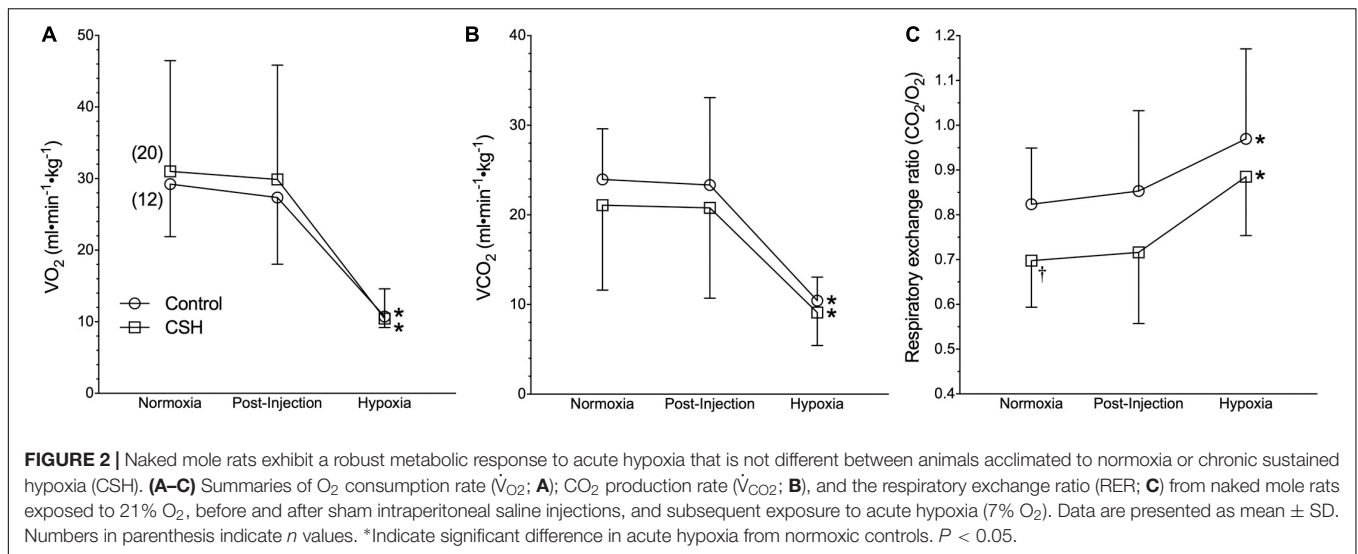 A
B
C
50
40
30
20
10
0
VO2 (ml•min-1•kg-1)
(20)
(12)
Control
CSH
*
*
Normoxia Post-Injection Hypoxia
40
30
20
10
0
VCO2 (ml•min-1•kg-1)
*
*
Normoxia Post-Injection Hypoxia
1.2
1.1
1.0
0.9
0.8
0.7
0.6
0.5
0.4
Respiratory exchange ratio (CO2/O2)
*
*
†
Normoxia Post-Injection Hypoxia
FIGURE 2 | Naked mole rats exhibit a robust metabolic response to acute hypoxia that is not different between animals acclimated to normoxia or chronic sustained
hypoxia (CSH). (A–C) Summaries of O2 consumption rate (V̇O2; A); CO2 production rate (V̇CO2; B), and the respiratory exchange ratio (RER; C) from naked mole rats
exposed to 21% O2, before and after sham intraperitoneal saline injections, and subsequent exposure to acute hypoxia (7% O2). Data are presented as mean ± SD.
Numbers in parenthesis indicate n values. *Indicate significant difference in acute hypoxia from normoxic controls. P < 0.05.